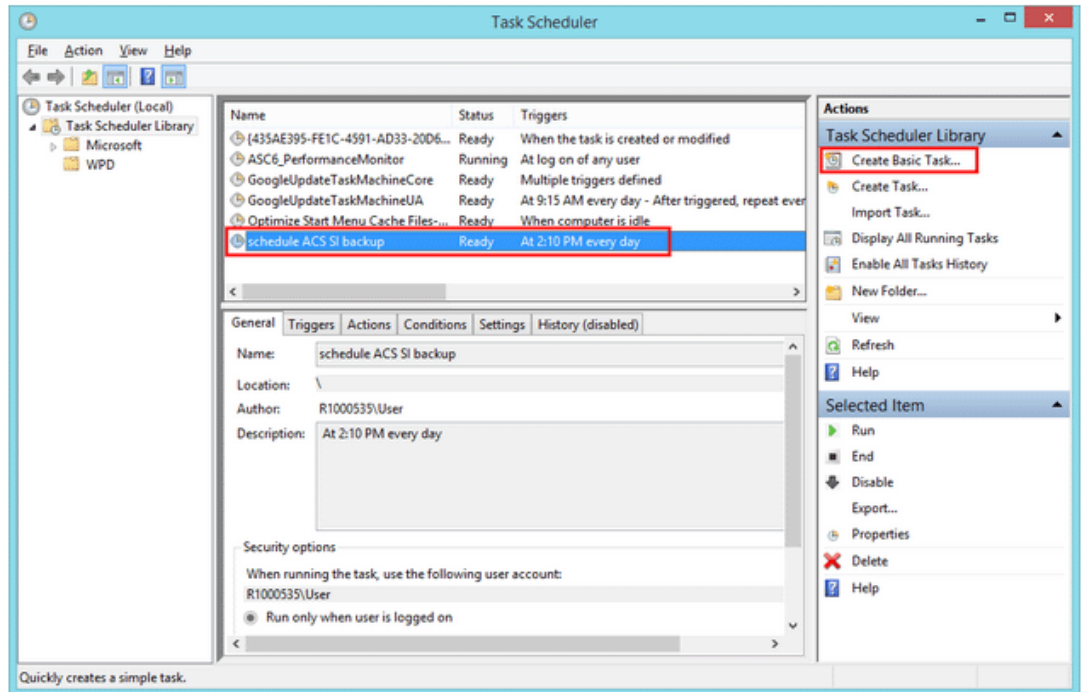 Task Scheduler
File Action View Help
Task Scheduler (Local)
Task Scheduler Library
Microsoft
WPD
Name Status Triggers
{435AE395-FE1C-4591-AD33-20D6... Ready When the task is created or modified
ASC6_PerformanceMonitor Running At log on of any user
GoogleUpdateTaskMachineCore Ready Multiple triggers defined
GoogleUpdateTaskMachineUA Ready At 9:15 AM every day - After triggered, repeat ever
Optimize Start Menu Cache Files-... Ready When computer is idle
schedule ACS SI backup Ready At 2:10 PM every day
General Triggers Actions Conditions Settings History (disabled)
Name: schedule ACS SI backup
Location: \
Author: R1000535\User
Description: At 2:10 PM every day
Security options
When running the task, use the following user account:
R1000535\User
Run only when user is logged on
Actions
Task Scheduler Library
Create Basic Task...
Create Task...
Import Task...
Display All Running Tasks
Enable All Tasks History
New Folder...
View
Refresh
Help
Selected Item
Run
End
Disable
Export...
Properties
Delete
Help
Quickly creates a simple task.